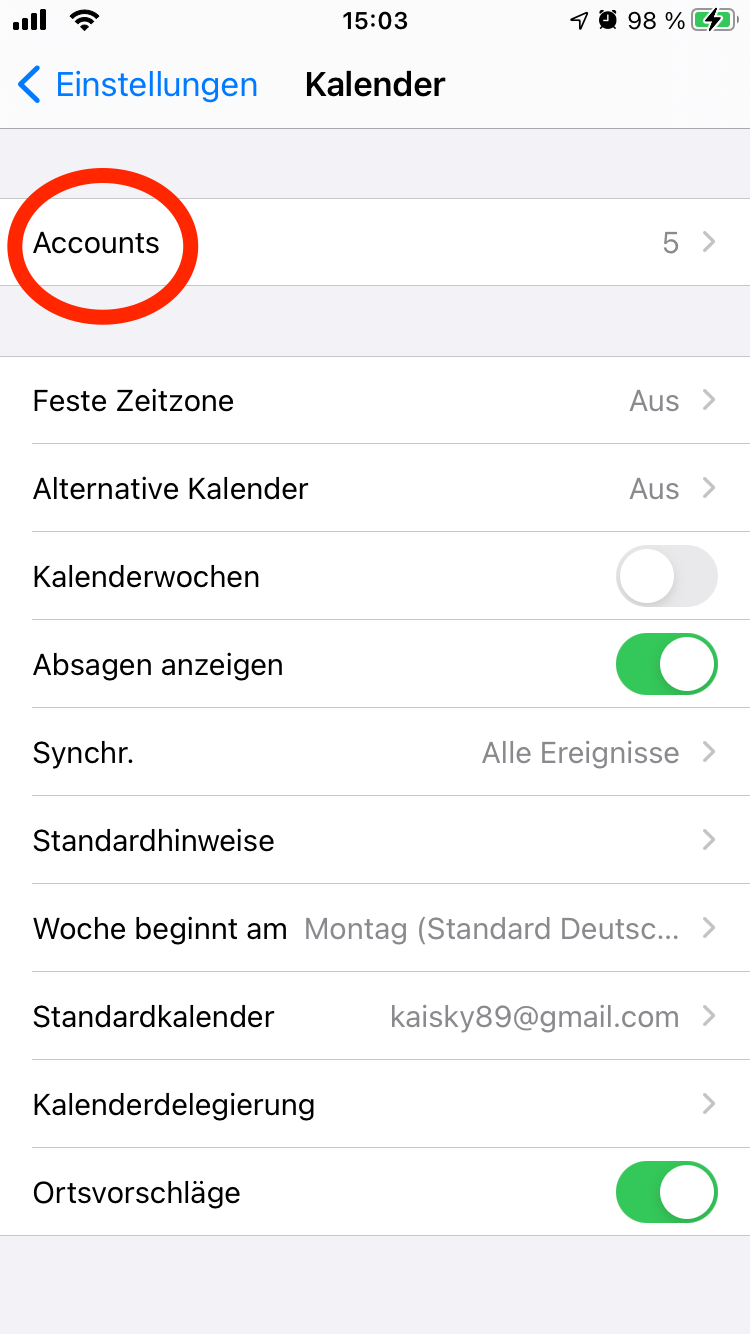 15:03 98 %
Einstellungen Kalender
Accounts 5
Feste Zeitzone Aus
Alternative Kalender Aus
Kalenderwochen
Absagen anzeigen
Synchr. Alle Ereignisse
Standardhinweise
Woche beginnt am Montag (Standard Deutsc...
Standardkalender kaisky89@gmail.com
Kalenderdelegierung
Ortsvorschläge